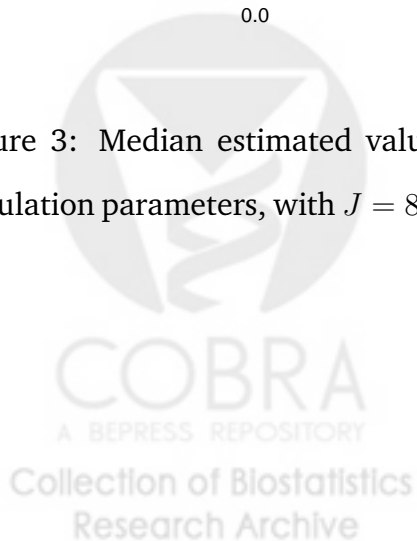 0.0
ure 3: Median estimated valu
ulation parameters, with J = 8
COBRA
A BEPRESS REPOSITORY
Collection of Biostatistics
Research Archive